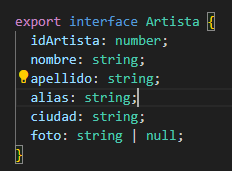 export interface Artista {
idArtista: number;
nombre: string;
apellido: string;
alias: string;
ciudad: string;
foto: string | null;
}